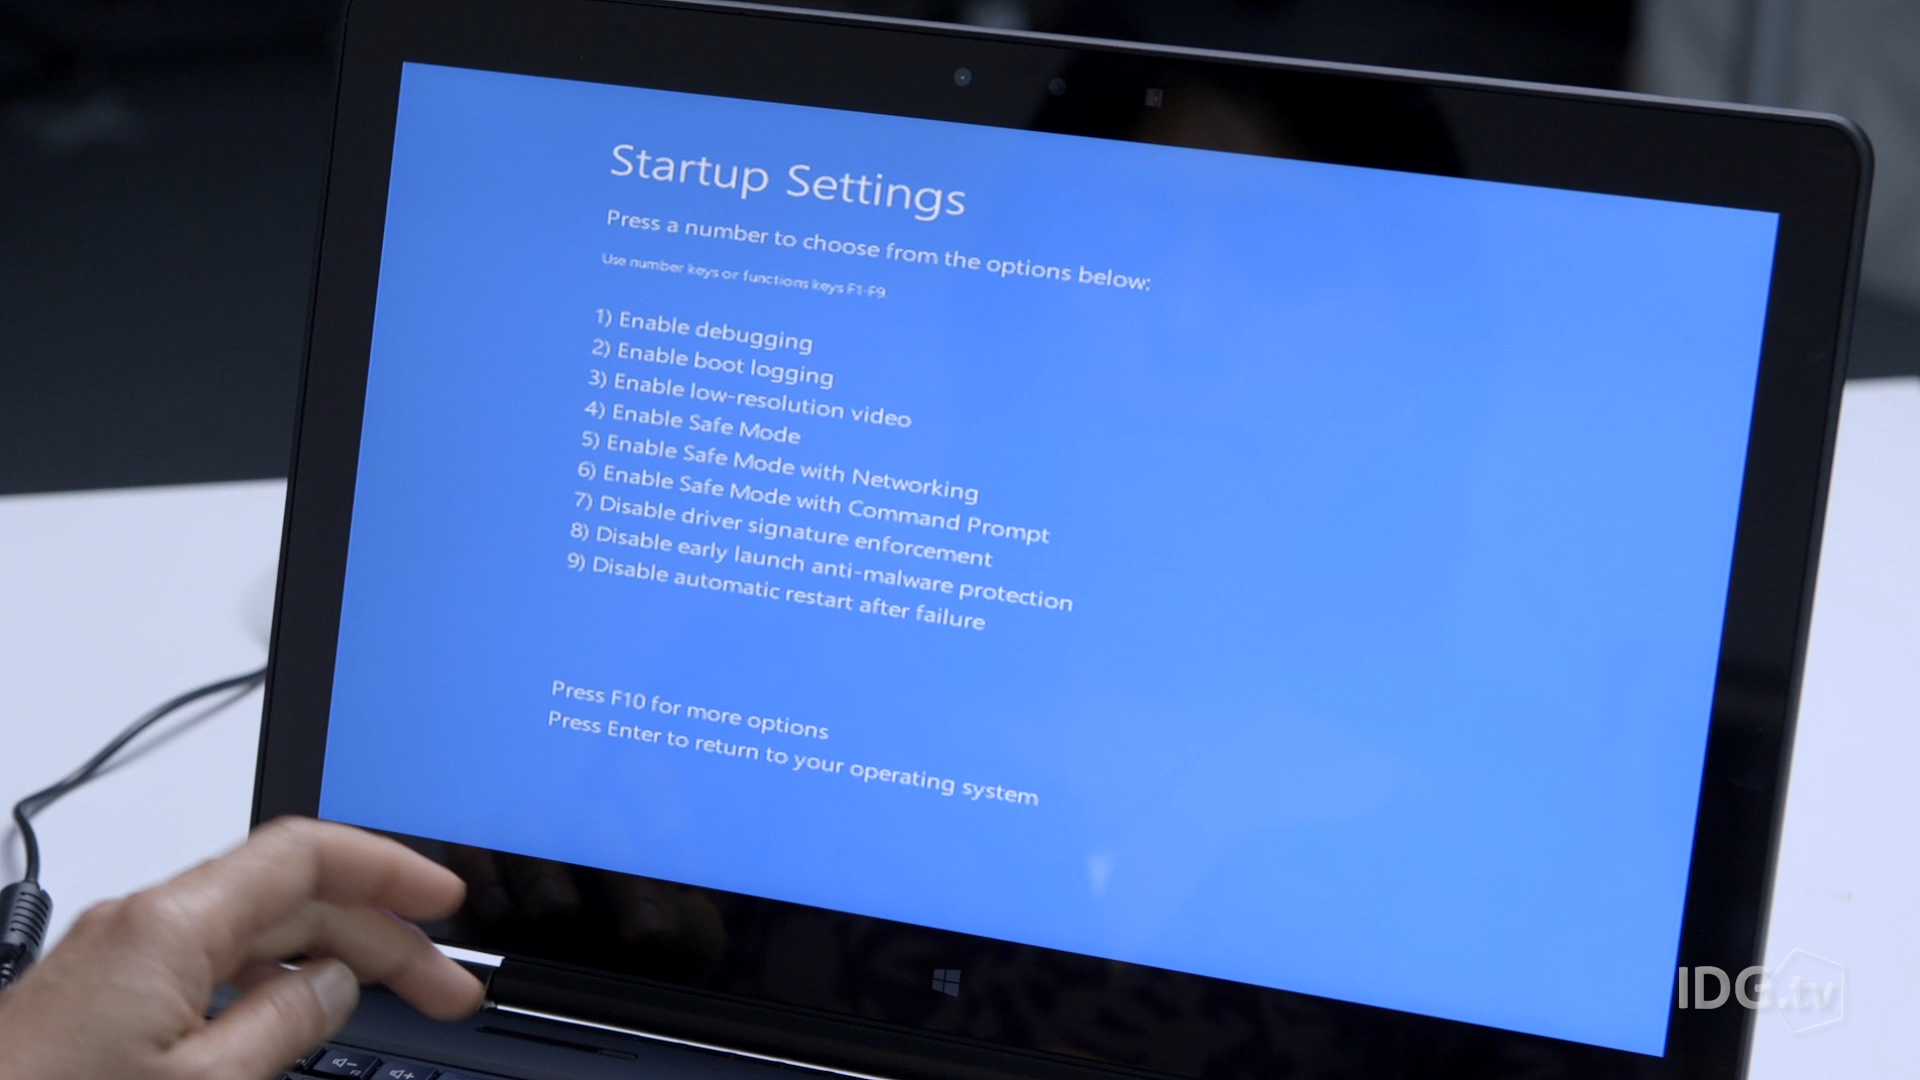 Startup Settings
Press a number to choose from the options below:
Use number keys or functions keys F1-F9.
1) Enable debugging
2) Enable boot logging
3) Enable low-resolution video
4) Enable Safe Mode
5) Enable Safe Mode with Networking
6) Enable Safe Mode with Command Prompt
7) Disable driver signature enforcement
8) Disable early launch anti-malware protection
9) Disable automatic restart after failure
Press F10 for more options
Press Enter to return to your operating system
IDG.tv
F2